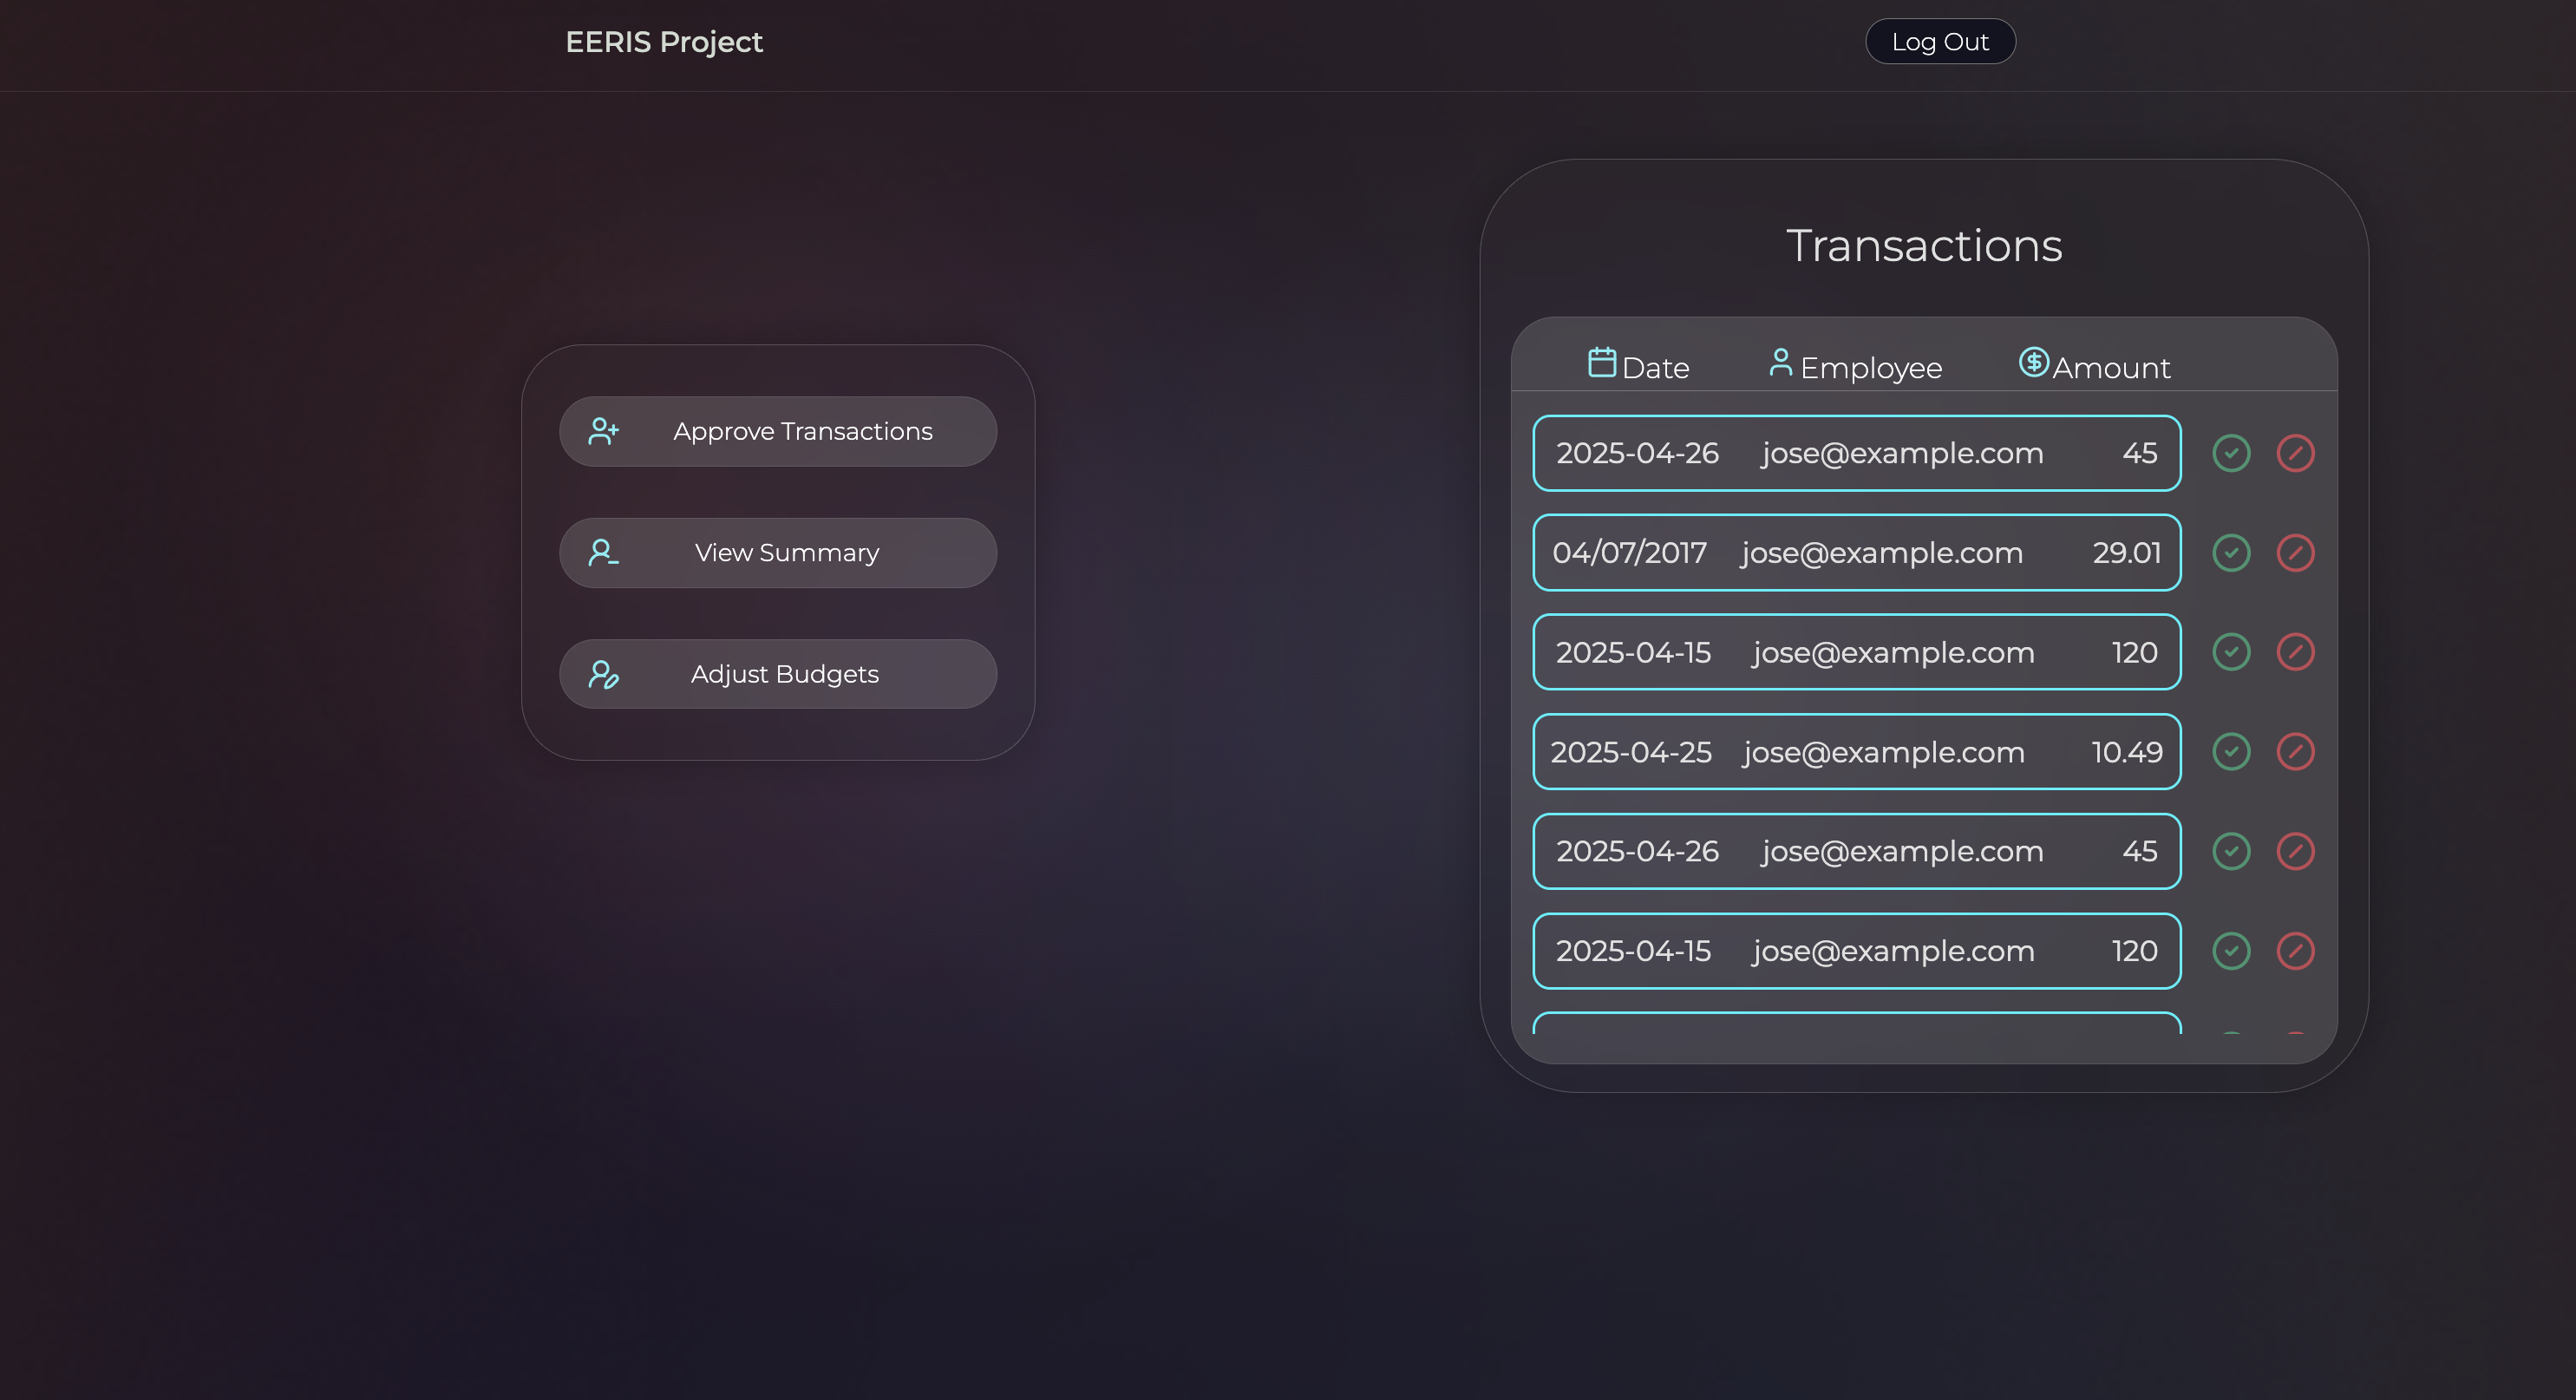 EERIS Project
Log Out
Approve Transactions
View Summary
Adjust Budgets
Transactions
Date Employee Amount
2025-04-26 jose@example.com 45
04/07/2017 jose@example.com 29.01
2025-04-15 jose@example.com 120
2025-04-25 jose@example.com 10.49
2025-04-26 jose@example.com 45
2025-04-15 jose@example.com 120